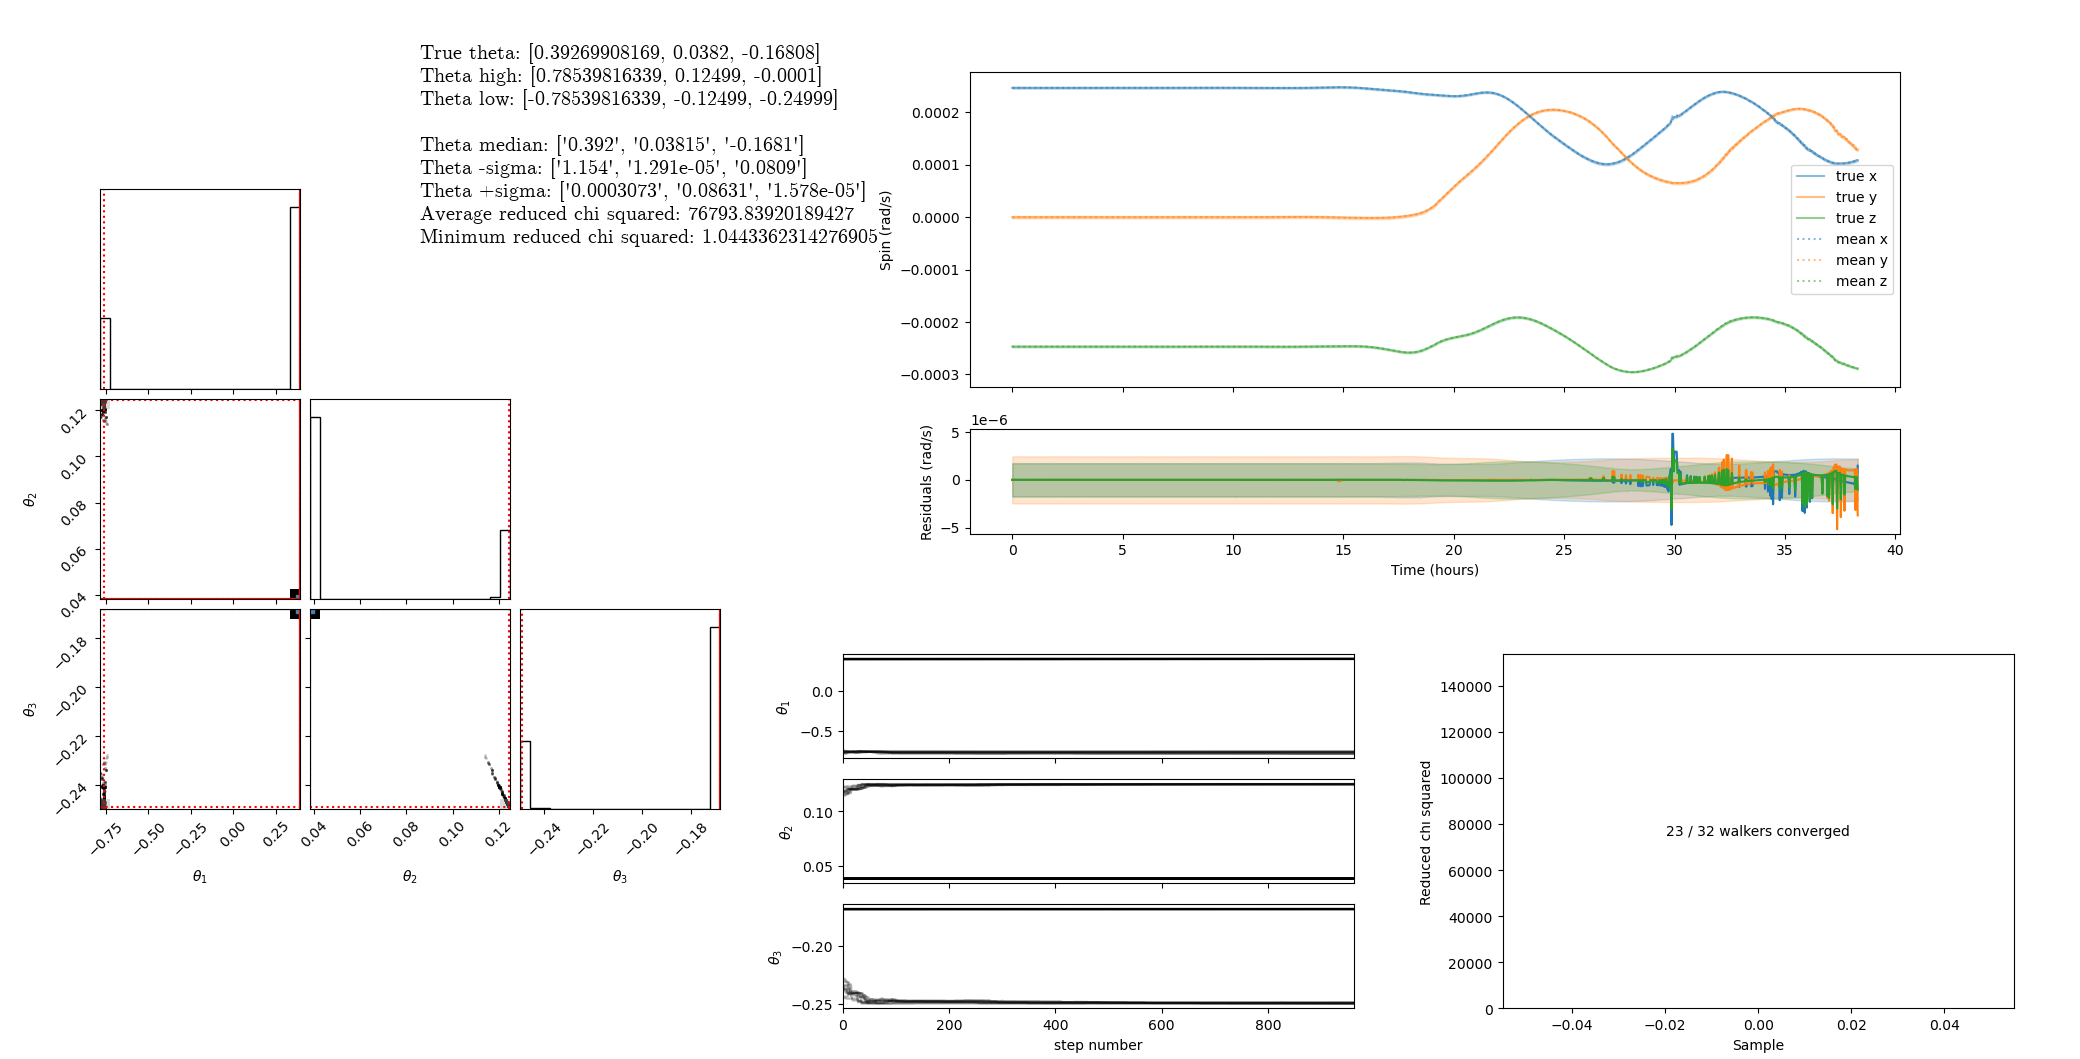 True theta: [0.39269908169, 0.0382, -0.16808]
Theta high: [0.78539816339, 0.12499, -0.0001]
Theta low: [-0.78539816339, -0.12499, -0.24999]
Theta median: ['0.392', '0.03815', '-0.1681']
Theta -sigma: ['1.154', '1.291e-05', '0.0809']
Theta +sigma: ['0.0003073', '0.08631', '1.578e-05']
Average reduced chi squared: 76793.83920189427
Minimum reduced chi squared: 1.0443362314276905
0.12
0.10
0.08
0.06
0.04
θ2
−0.18
−0.20
−0.22
−0.24
θ3
−0.75
−0.50
−0.25
0.00
0.25
θ1
0.04
0.06
0.08
0.10
0.12
θ2
−0.24
−0.22
−0.20
−0.18
θ3
0.0002
0.0001
0.0000
−0.0001
−0.0002
−0.0003
Spin (rad/s)
true x
true y
true z
mean x
mean y
mean z
1e−6
5
0
−5
Residuals (rad/s)
0
5
10
15
20
25
30
35
40
Time (hours)
0.0
−0.5
θ1
0.10
0.05
θ2
−0.20
−0.25
θ3
0
200
400
600
800
step number
140000
120000
100000
80000
60000
40000
20000
0
Reduced chi squared
23 / 32 walkers converged
−0.04
−0.02
0.00
0.02
0.04
Sample